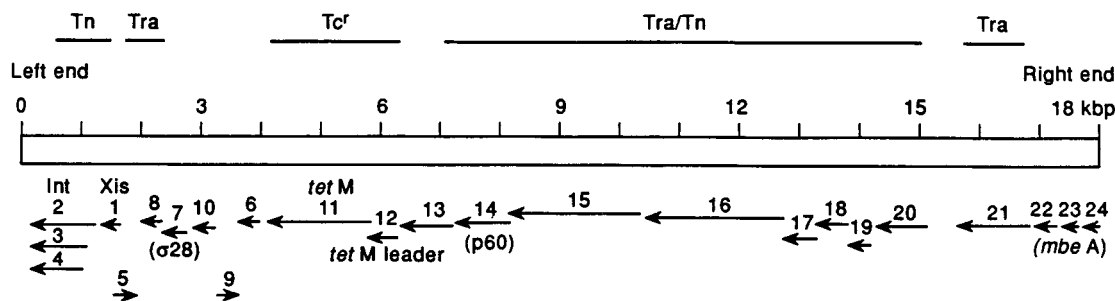 Tn Tra Tcʳ Tra/Tn Tra
Left end Right end
0 3 6 9 12 15 18 kbp
Int Xis tet M
2 1 8 7 10 6 11 12 13 14 15 16 17 18 19 20 21 22 23 24
3 (σ28) tet M leader (p60) (mbe A)
4
5 9